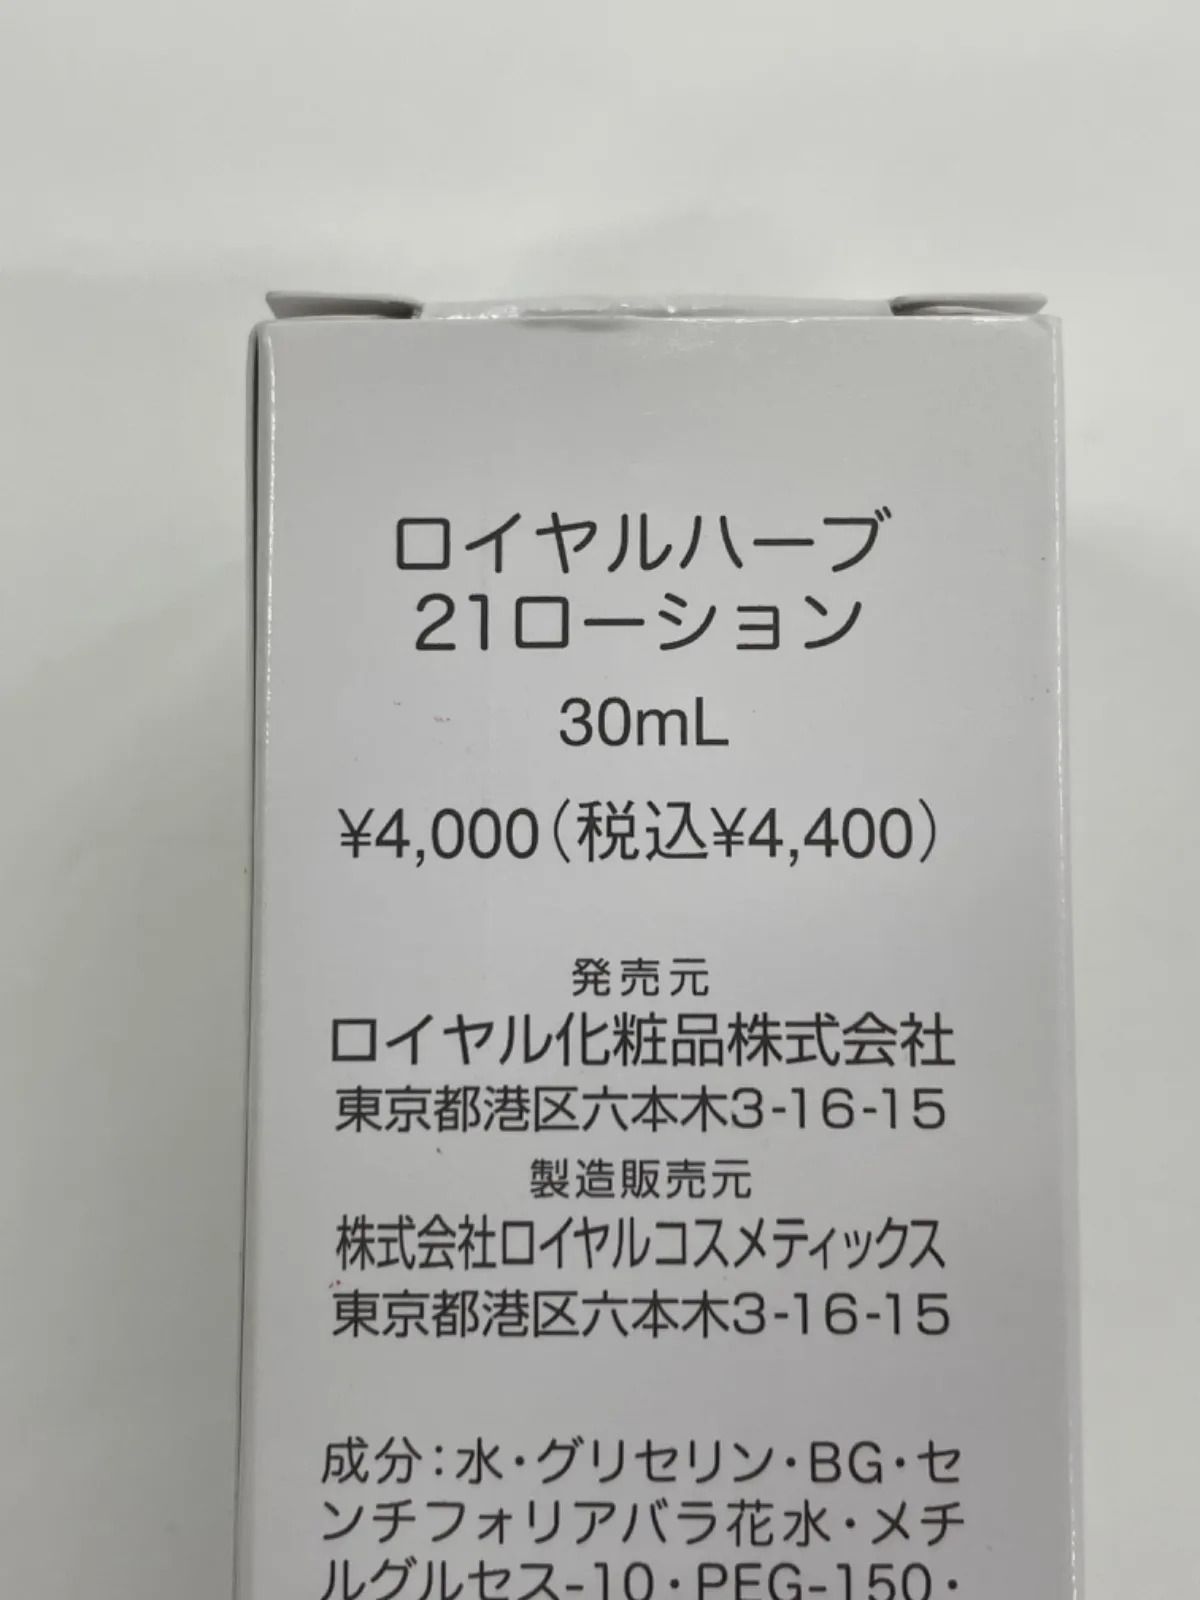 ロイヤルハーブ
21ローション
30mL
¥4,000(税込¥4,400)
発売元
ロイヤル化粧品株式会社
東京都港区六本木3-16-15
製造販売元
株式会社ロイヤルコスメティックス
東京都港区六本木3-16-15
成分:水・グリセリン・BG・セ
ンチフォリアバラ花水・メチ
ルグルセス-10・PEG-150・